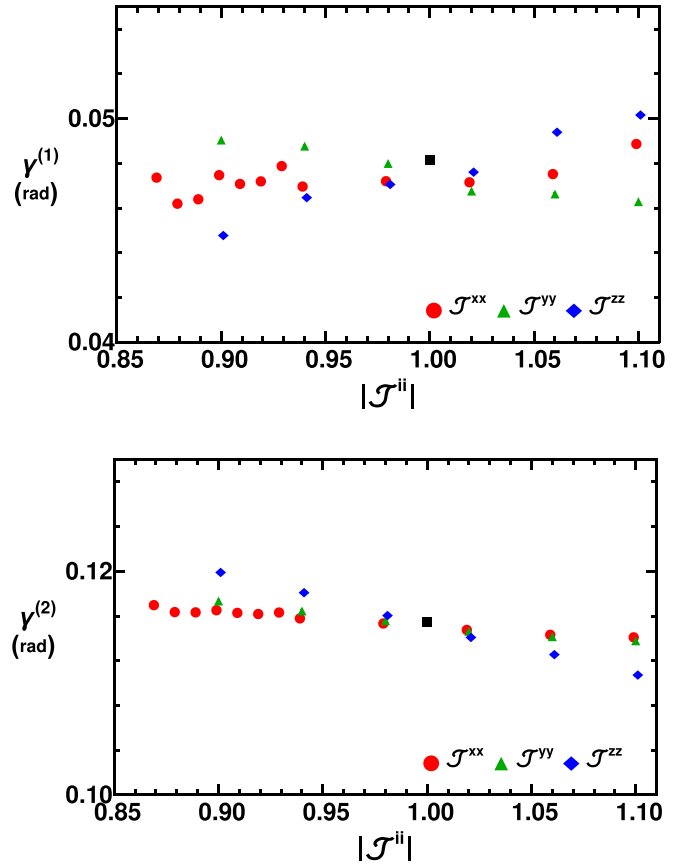 0.05
γ(1)
(rad)
𝒥xx 𝒥yy 𝒥zz
0.04
0.85 0.90 0.95 1.00 1.05 1.10
|𝒥ii|
0.12
γ(2)
(rad)
𝒥xx 𝒥yy 𝒥zz
0.10
0.85 0.90 0.95 1.00 1.05 1.10
|𝒥ii|